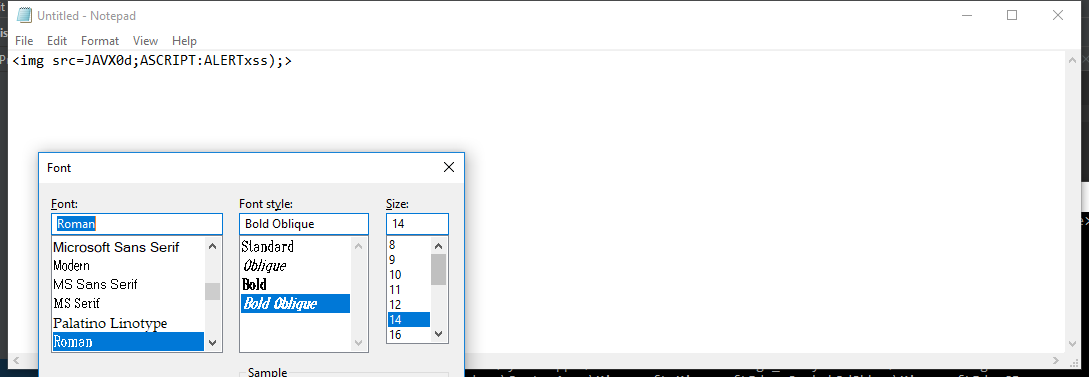 Untitled - Notepad
File Edit Format View Help
<img src=JAVX0d;ASCRIPT:ALERTxss);>
Font
Font: Font style: Size:
Roman Bold Oblique 14
Microsoft Sans Serif Standard 8
Modern Oblique 9
MS Sans Serif Bold 10
MS Serif Bold Oblique 11
Palatino Linotype 12
Roman 14
16
Sample